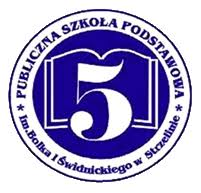 PUBLICZNA SZKOŁA PODSTAWOWA
5
im.Bolka I Świdnickiego w Strzelinie